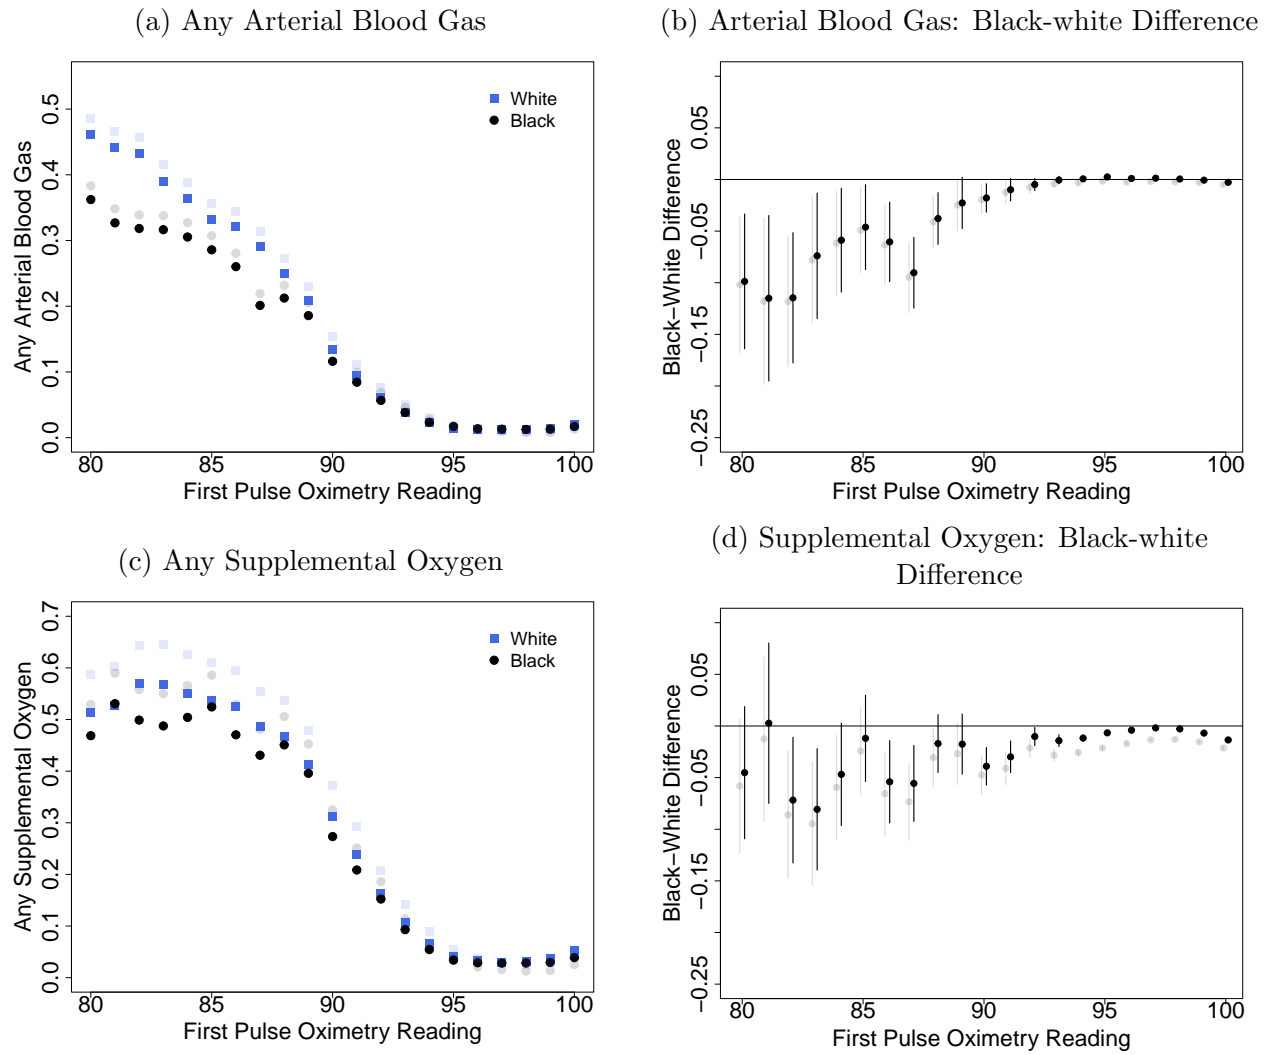 (a) Any Arterial Blood Gas
Any Arterial Blood Gas
0.5
0.4
0.3
0.2
0.1
0.0
White
Black
80 85 90 95 100
First Pulse Oximetry Reading
(b) Arterial Blood Gas: Black-white Difference
Black−White Difference
0.05
−0.05
−0.15
−0.25
80 85 90 95 100
First Pulse Oximetry Reading
(c) Any Supplemental Oxygen
Any Supplemental Oxygen
0.7
0.6
0.5
0.4
0.3
0.2
0.1
0.0
White
Black
80 85 90 95 100
First Pulse Oximetry Reading
(d) Supplemental Oxygen: Black-white
Difference
Black−White Difference
0.05
−0.05
−0.15
−0.25
80 85 90 95 100
First Pulse Oximetry Reading